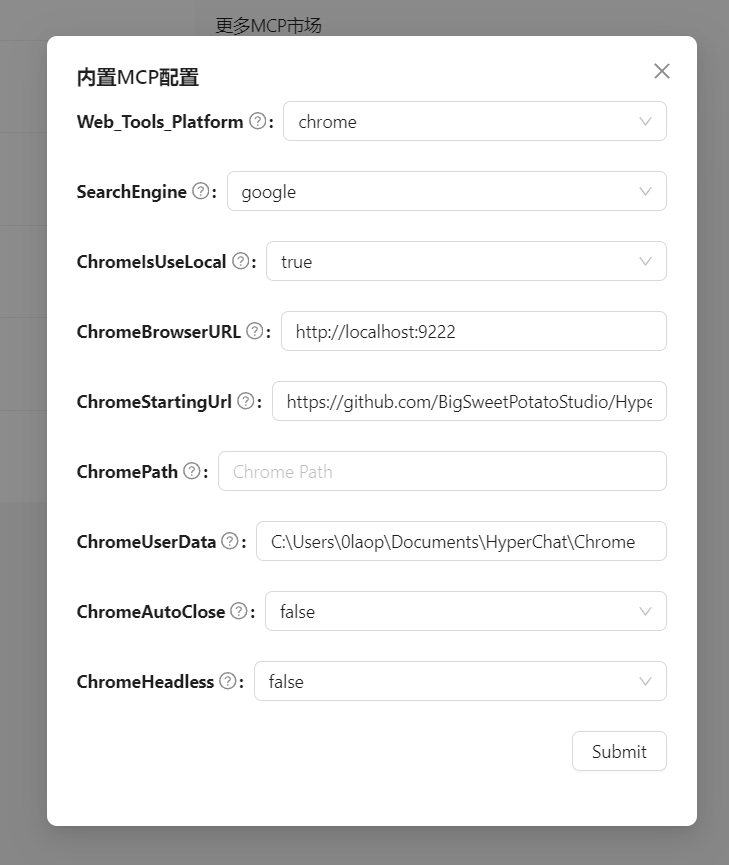 更多MCP市场
内置MCP配置
Web_Tools_Platform ? : chrome
SearchEngine ? : google
ChromeIsUseLocal ? : true
ChromeBrowserURL ? : http://localhost:9222
ChromeStartingUrl ? : https://github.com/BigSweetPotatoStudio/Hype
ChromePath ? : Chrome Path
ChromeUserData ? : C:\Users\0laop\Documents\HyperChat\Chrome
ChromeAutoClose ? : false
ChromeHeadless ? : false
Submit